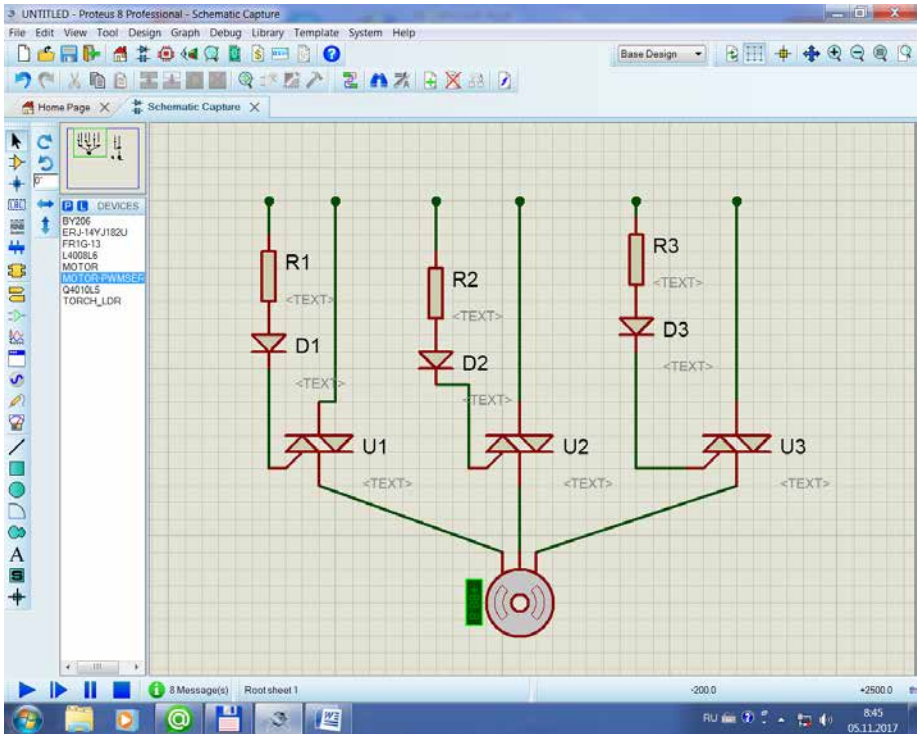 UNTITLED - Proteus 8 Professional - Schematic Capture
File Edit View Tool Design Graph Debug Library Template System Help
Base Design
Home Page
Schematic Capture
0°
P L DEVICES
BY206
ERJ-14YJ182U
FR1G-13
L4008L6
MOTOR
MOTOR-PWMSER
Q4010L5
TORCH_LDR
R1
<TEXT>
D1
<TEXT>
U1
<TEXT>
R2
<TEXT>
D2
<TEXT>
U2
<TEXT>
R3
<TEXT>
D3
<TEXT>
U3
<TEXT>
8 Message(s) Root sheet 1 -200.0 +2500.0
RU 8:45
05.11.2017